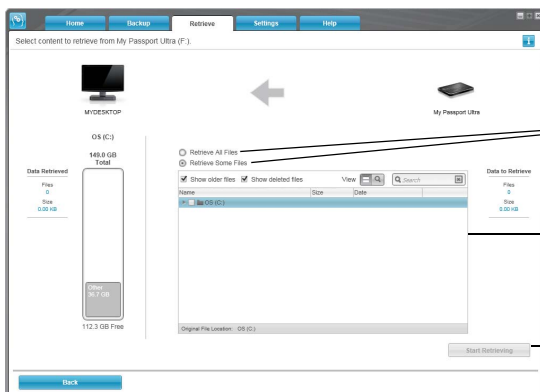 Home Backup Retrieve Settings Help
Select content to retrieve from My Passport Ultra (F:).
MYDESKTOP
My Passport Ultra
OS (C:)
149.0 GB
Total
Data Retrieved
Files
0
Size
0.00 KB
Other
36.7 GB
112.3 GB Free
Retrieve All Files
Retrieve Some Files
Show older files Show deleted files View Search
Name Size Date
OS (C:)
Original File Location: OS (C:)
Data to Retrieve
Files
0
Size
0.00 KB
Start Retrieving
Back